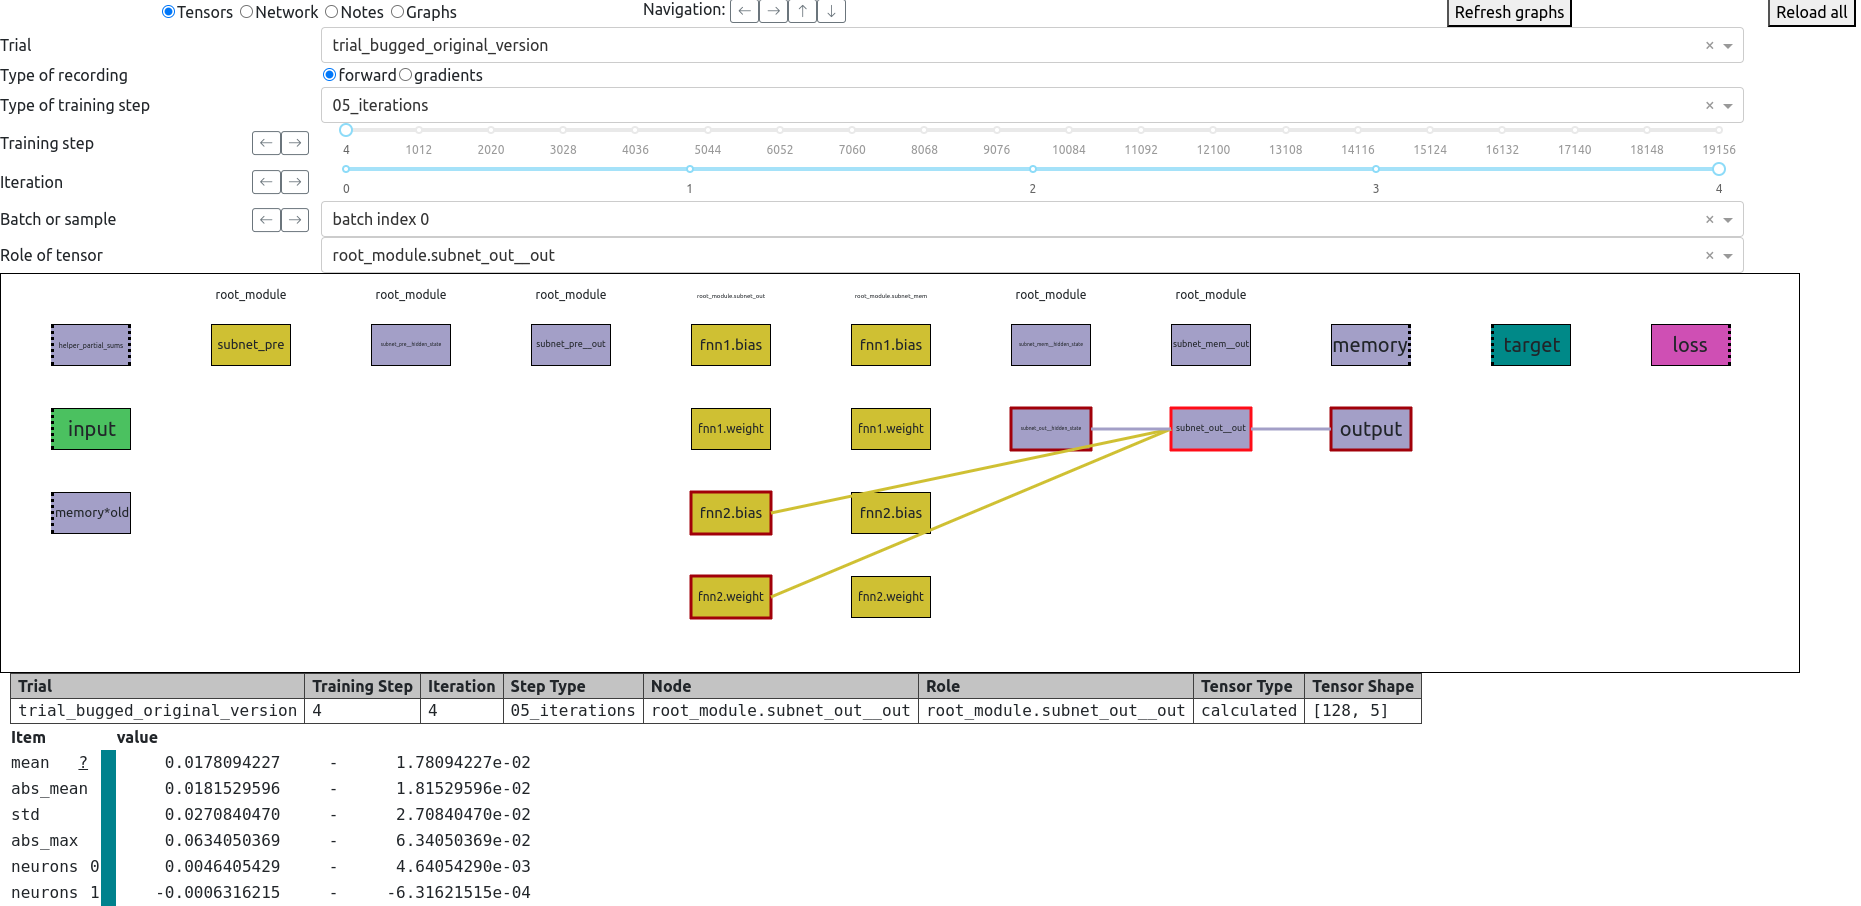 Tensors Network Notes Graphs Navigation: ← → ↑ ↓ Refresh graphs Reload all
Trial trial_bugged_original_version ×
Type of recording forward gradients
Type of training step 05_iterations ×
Training step ← →
4 1012 2020 3028 4036 5044 6052 7060 8068 9076 10084 11092 12100 13108 14116 15124 16132 17140 18148 19156
Iteration ← →
0 1 2 3 4
Batch or sample ← → batch index 0 ×
Role of tensor root_module.subnet_out__out ×
root_module root_module root_module root_module.subnet_out root_module.subnet_mem root_module root_module
helper_partial_sums subnet_pre subnet_pre__hidden_state subnet_pre__out fnn1.bias fnn1.bias subnet_mem__hidden_state subnet_mem__out memory target loss
input fnn1.weight fnn1.weight subnet_out__hidden_state subnet_out__out output
memory*old fnn2.bias fnn2.bias
fnn2.weight fnn2.weight
Trial Training Step Iteration Step Type Node Role Tensor Type Tensor Shape
trial_bugged_original_version 4 4 05_iterations root_module.subnet_out__out root_module.subnet_out__out calculated [128, 5]
Item value
mean ? 0.0178094227 - 1.78094227e-02
abs_mean 0.0181529596 - 1.81529596e-02
std 0.0270840470 - 2.70840470e-02
abs_max 0.0634050369 - 6.34050369e-02
neurons 0 0.0046405429 - 4.64054290e-03
neurons 1 -0.0006316215 - -6.31621515e-04